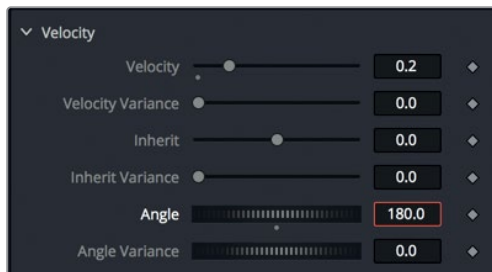 Velocity
Velocity 0.2
Velocity Variance 0.0
Inherit 0.0
Inherit Variance 0.0
Angle 180.0
Angle Variance 0.0